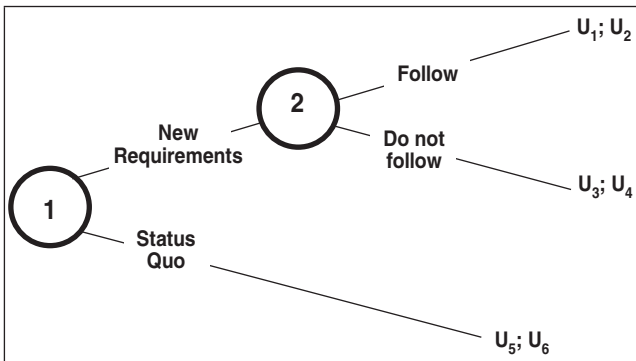 U1; U2
Follow
2
New
Requirements
Do not
follow
U3; U4
1
Status
Quo
U5; U6